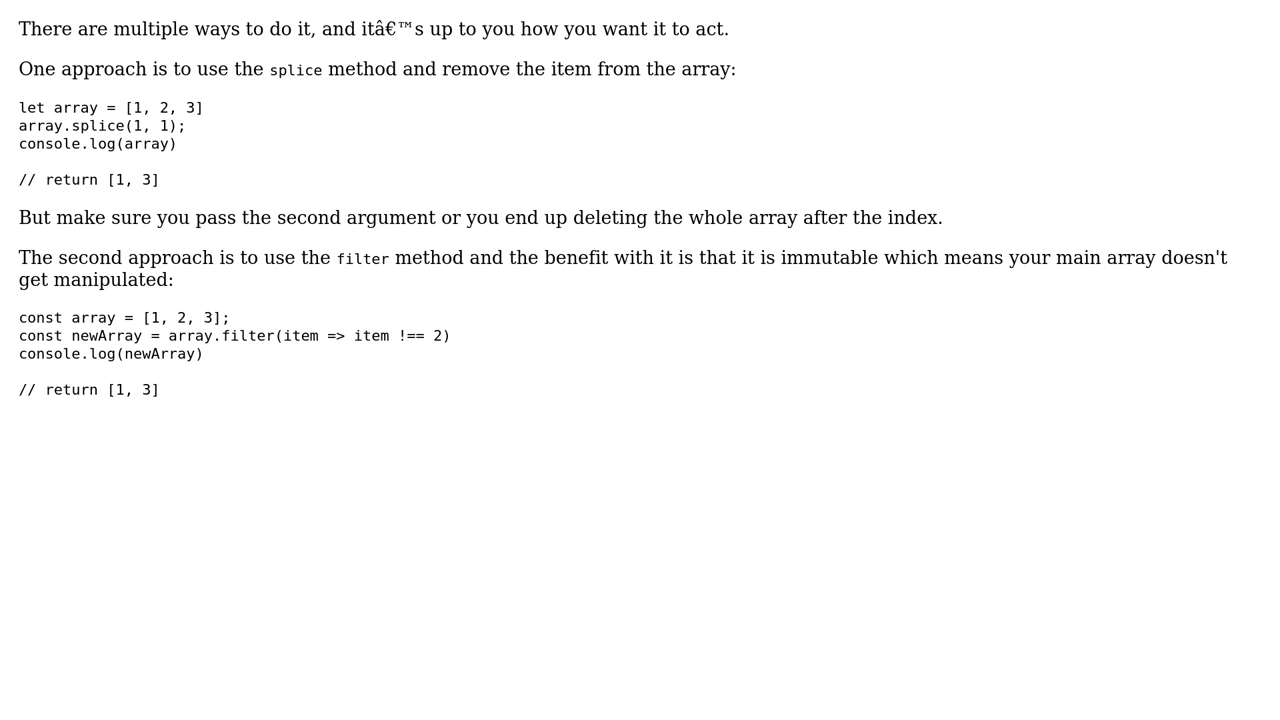 There are multiple ways to do it, and itâ€™s up to you how you want it to act.
One approach is to use the splice method and remove the item from the array:
let array = [1, 2, 3]
array.splice(1, 1);
console.log(array)
// return [1, 3]
But make sure you pass the second argument or you end up deleting the whole array after the index.
The second approach is to use the filter method and the benefit with it is that it is immutable which means your main array doesn't
get manipulated:
const array = [1, 2, 3];
const newArray = array.filter(item => item !== 2)
console.log(newArray)
// return [1, 3]